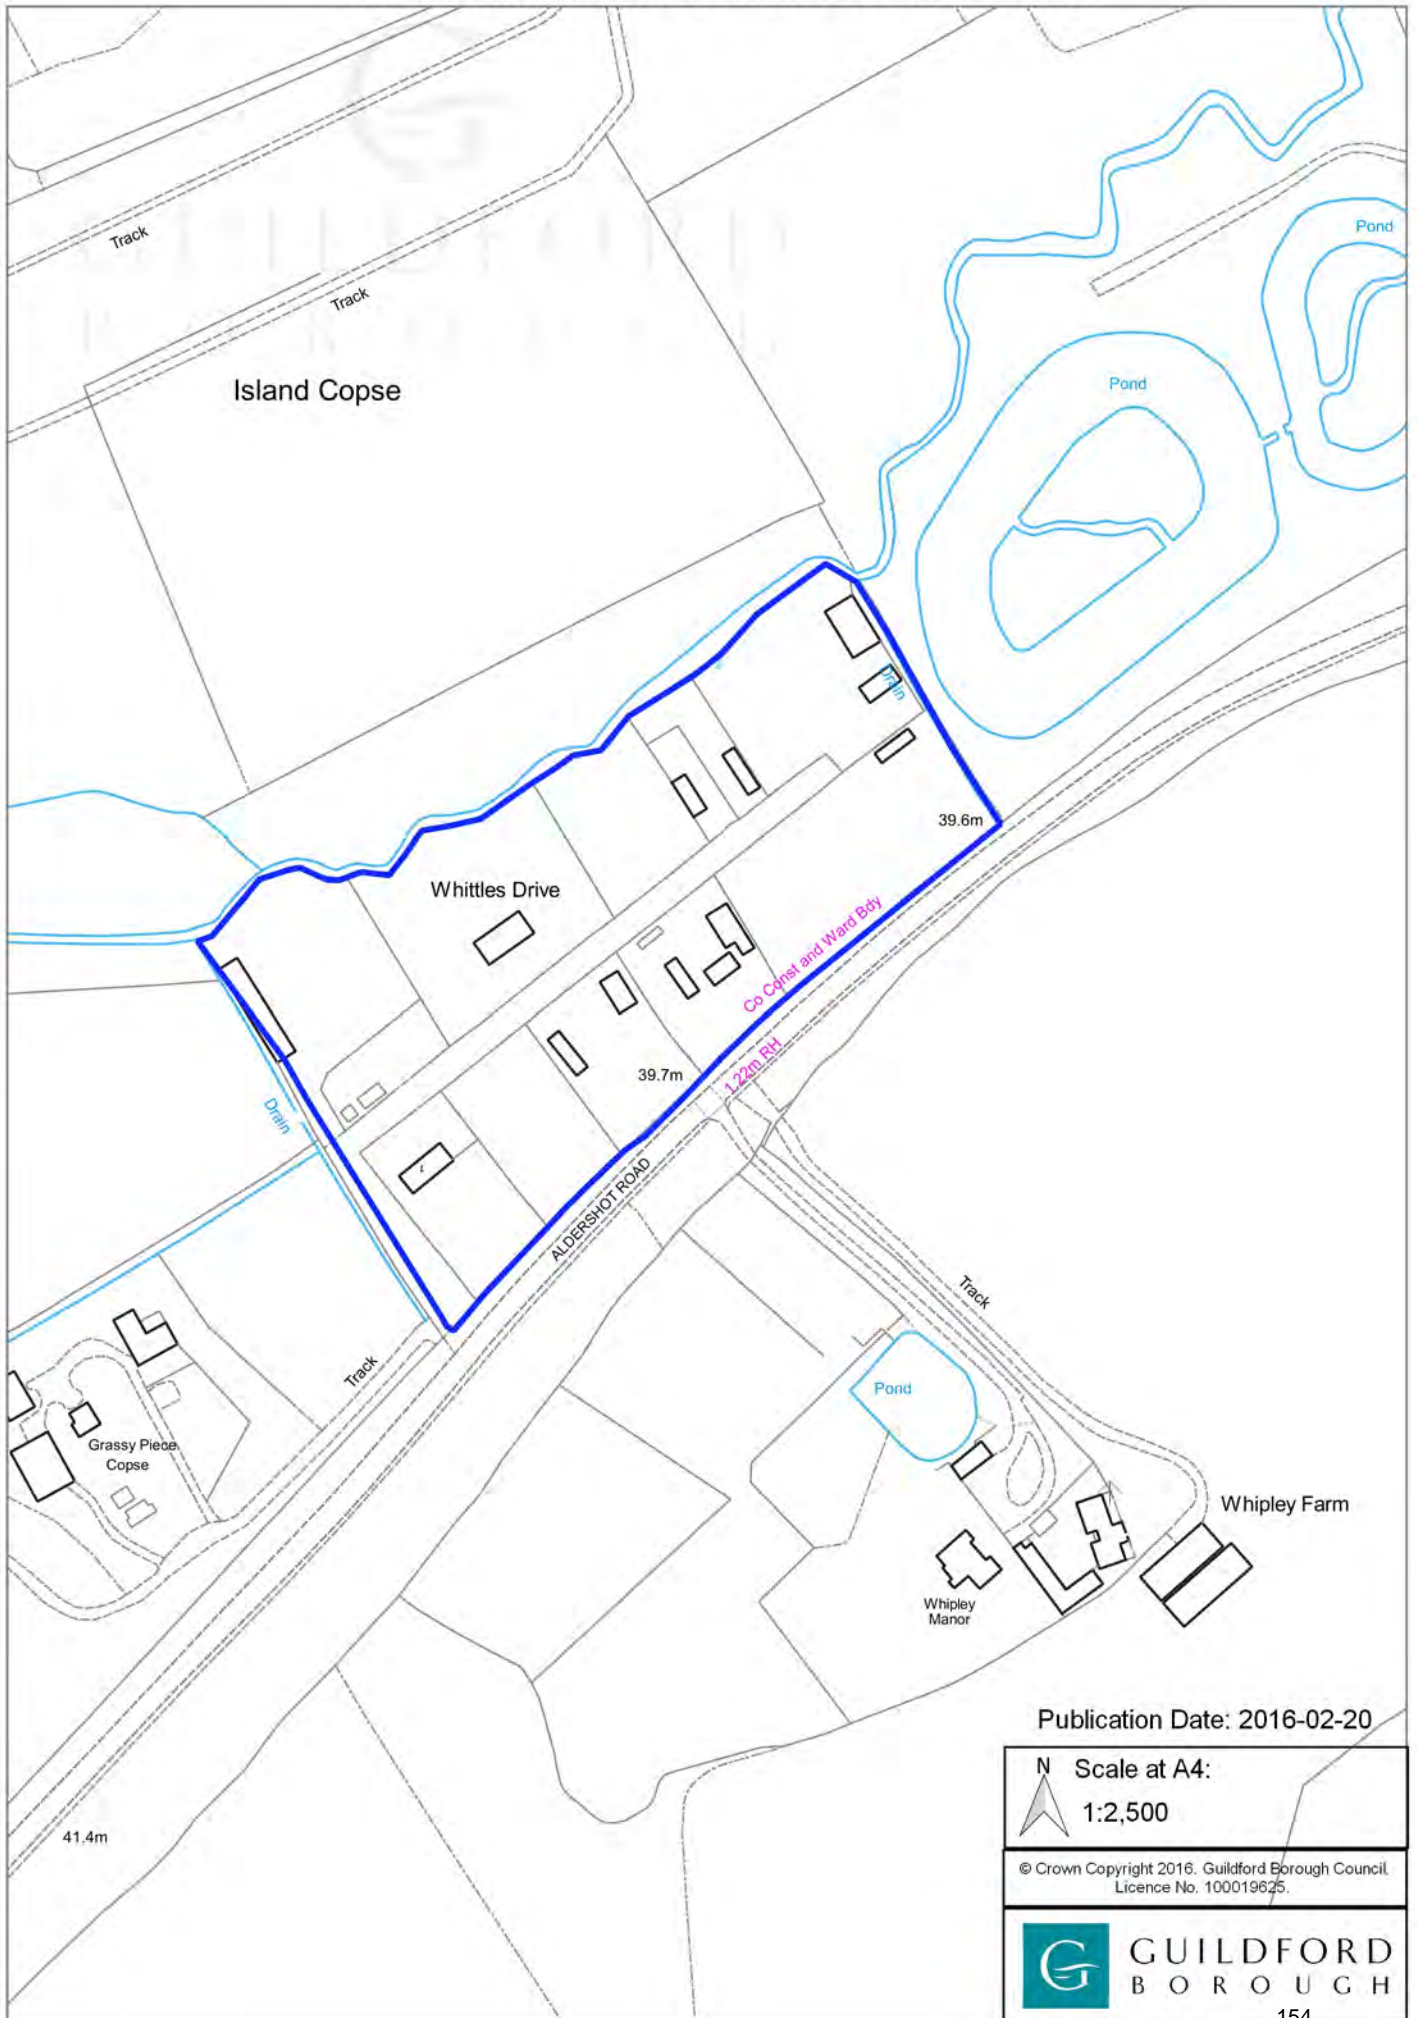 GUILDFORD
BOROUGH
Track
Track
Pond
Island Copse
Pond
Drain
39.6m
Whittles Drive
Co Const and Ward Bdy
1.22m RH
39.7m
Drain
ALDERSHOT ROAD
Track
Track
Pond
Grassy Piece
Copse
Whipley Farm
Whipley
Manor
41.4m
Publication Date: 2016-02-20
N
Scale at A4:
1:2,500
© Crown Copyright 2016. Guildford Borough Council.
Licence No. 100019625.
G
GUILDFORD
BOROUGH
154